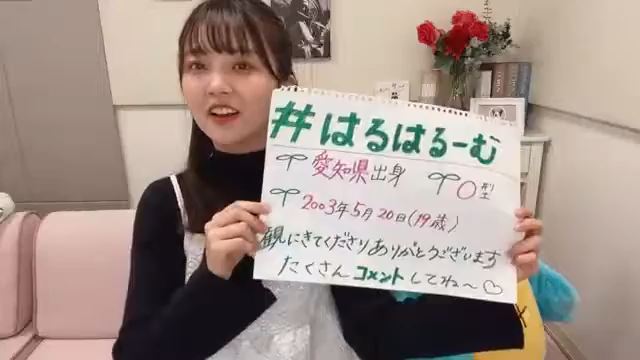 #はるはるーむ
愛知県出身 O型
2003年5月20日(19歳)
観にきてくださりありがとうございます
たくさんコメントしてね〜♡